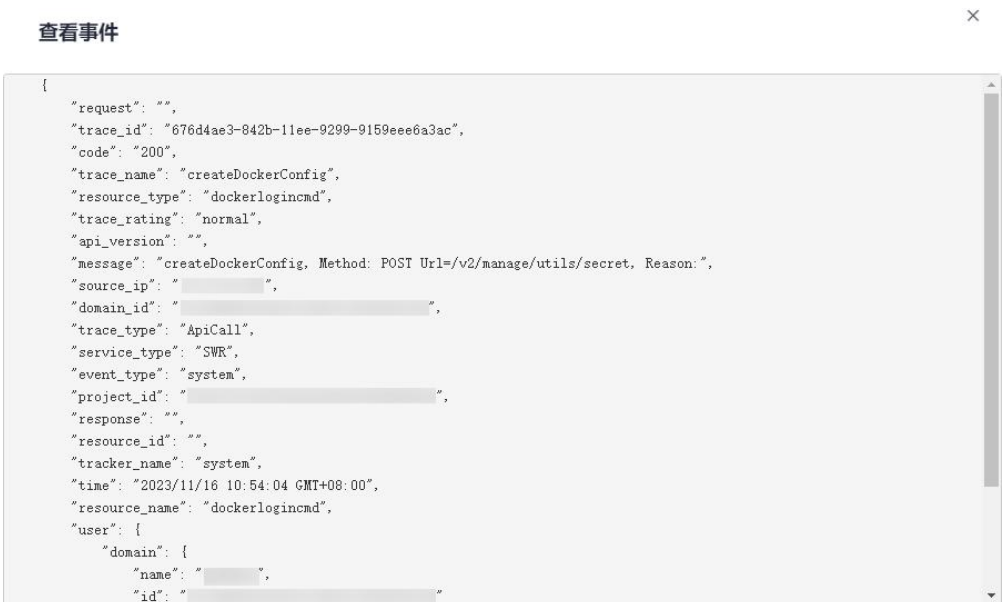 查看事件
{
"request": "",
"trace_id": "676d4ae3-842b-11ee-9299-9159eee6a3ac",
"code": "200",
"trace_name": "createDockerConfig",
"resource_type": "dockerlogincmd",
"trace_rating": "normal",
"api_version": "",
"message": "createDockerConfig, Method: POST Url=/v2/manage/utils/secret, Reason:",
"source_ip": "",
"domain_id": "",
"trace_type": "ApiCall",
"service_type": "SWR",
"event_type": "system",
"project_id": "",
"response": "",
"resource_id": "",
"tracker_name": "system",
"time": "2023/11/16 10:54:04 GMT+08:00",
"resource_name": "dockerlogincmd",
"user": {
"domain": {
"name": "",
"id": ""